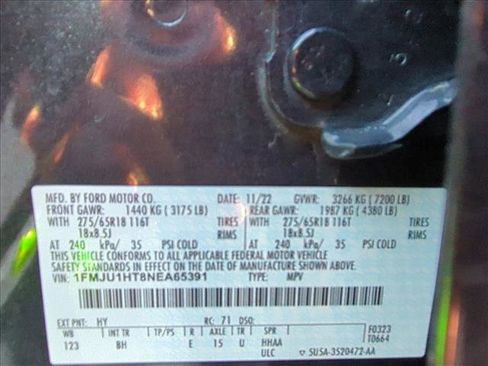 MFD. BY FORD MOTOR CO. DATE: 11/22 GVWR: 3266 KG ( 7200 LB)
FRONT GAWR: 1440 KG ( 3175 LB) REAR GAWR: 1987 KG ( 4380 LB)
WITH 275/65R18 116T TIRES WITH 275/65R18 116T TIRES
18x8.5J RIMS 18x8.5J RIMS
AT 240 kPa/ 35 PSI COLD AT 240 kPa/ 35 PSI COLD
THIS VEHICLE CONFORMS TO ALL APPLICABLE FEDERAL MOTOR VEHICLE
SAFETY STANDARDS IN EFFECT ON THE DATE OF MANUFACTURE SHOWN ABOVE.
VIN: 1FMJU1HT8NEA65391 TYPE: MPV
EXT PNT: HY RC: 71 DSO:
WB INT TR TP/PS R AXLE TR SPR F0323
123 BH E 15 U HHAA T0664
ULC SU5A-3520472-AA